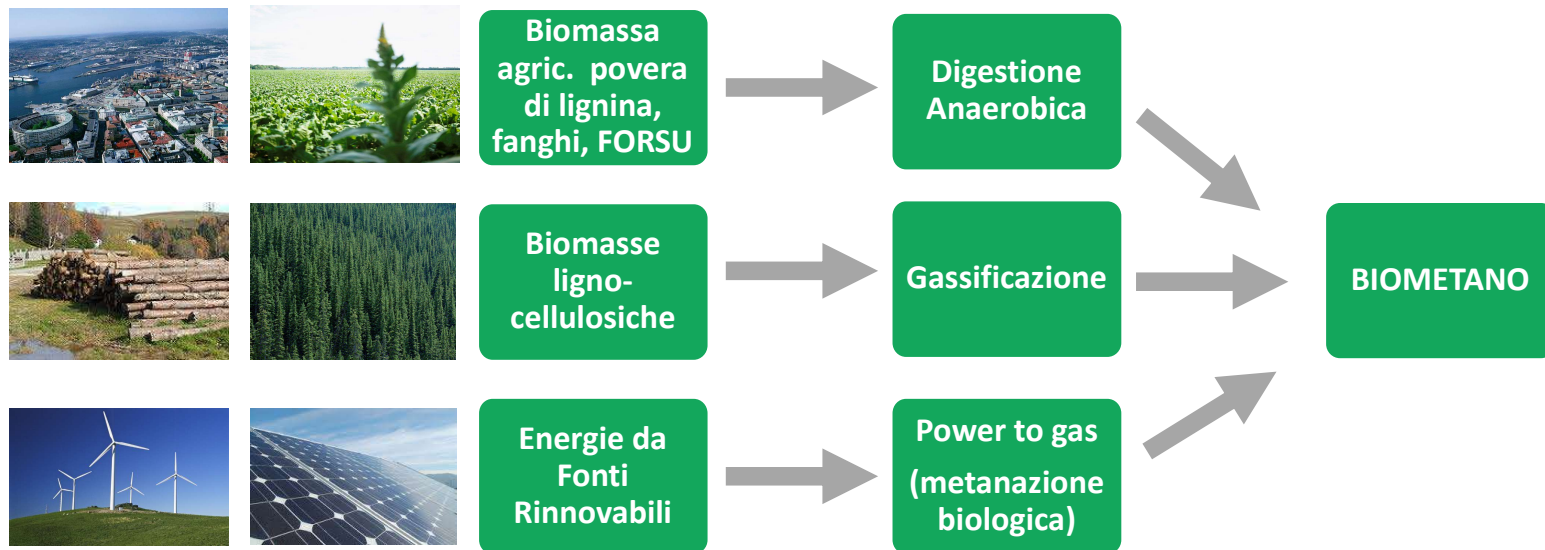 Biomassa
agric. povera
di lignina,
fanghi, FORSU
Digestione
Anaerobica
Biomasse
ligno-
cellulosiche
Gassificazione
BIOMETANO
Energie da
Fonti
Rinnovabili
Power to gas
(metanazione
biologica)